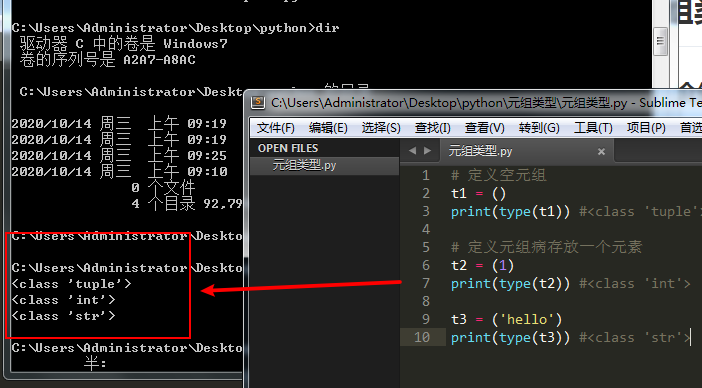 C:\Users\Administrator\Desktop\python>dir
驱动器 C 中的卷是 Windows7
卷的序列号是 A2A7-A8AC
C:\Users\Administrator\Desktop
的目录
2020/10/14 周三 上午 09:19
2020/10/14 周三 上午 09:19
2020/10/14 周三 上午 09:25
2020/10/14 周三 上午 09:10
0 个文件
4 个目录 92,79
C:\Users\Administrator\Deskto
C:\Users\Administrator\Deskto
<class 'tuple'>
<class 'int'>
<class 'str'>
C:\Users\Administrator\Deskto
半:
C:\Users\Administrator\Desktop\python\元组类型\元组类型.py - Sublime Te
文件(F) 编辑(E) 选择(S) 查找(I) 查看(V) 转到(G) 工具(T) 项目(P) 首选
OPEN FILES
元组类型.py
元组类型.py ×
1 # 定义空元组
2 t1 = ()
3 print(type(t1)) #<class 'tuple'
4
5 # 定义元组病存放一个元素
6 t2 = (1)
7 print(type(t2)) #<class 'int'>
8
9 t3 = ('hello')
10 print(type(t3)) #<class 'str'>